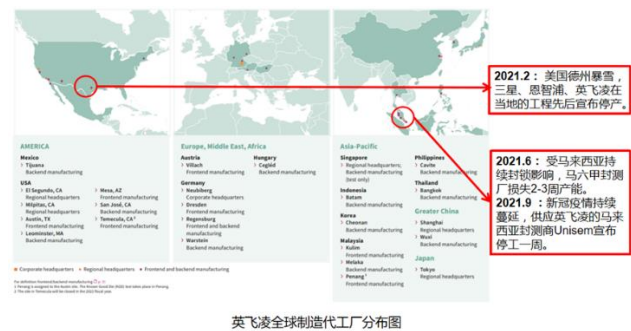 2021.2： 美国德州暴雪，
三星、恩智浦、英飞凌在
当地的工程先后宣布停产。
2021.6： 受马来西亚持
续封锁影响，马六甲封测
厂损失2-3周产能。
2021.9：新冠疫情持续
蔓延，供应英飞凌的马来
西亚封测商Unisem宣布
停工一周。
AMERICA
Mexico
› Tijuana
Backend manufacturing
USA
› El Segundo, CA
Regional headquarters
› Milpitas, CA
Regional headquarters
› Austin, TX
Frontend manufacturing
› Leominster, MA
Backend manufacturing
› Mesa, AZ
Frontend manufacturing
› San José, CA
Backend manufacturing
› Temecula, CA²
Frontend manufacturing
Europe, Middle East, Africa
Austria
› Villach
Frontend manufacturing
Germany
› Neubiberg
Corporate headquarters
› Dresden
Frontend manufacturing
› Regensburg
Frontend and backend
manufacturing
› Warstein
Backend manufacturing
Hungary
› Cegléd
Backend manufacturing
Asia-Pacific
Singapore
› Regional headquarters;
Backend manufacturing
(test only)
Indonesia
› Batam
Backend manufacturing
Korea
› Cheonan
Backend manufacturing
Malaysia
› Kulim
Frontend manufacturing
› Melaka
Backend manufacturing
› Penang¹
Frontend manufacturing
Philippines
› Cavite
Backend manufacturing
Thailand
› Bangkok
Backend manufacturing
Greater China
› Shanghai
Regional headquarters
› Wuxi
Backend manufacturing
Japan
› Tokyo
Regional headquarters
Corporate headquarters Regional headquarters Frontend and backend manufacturing
英飞凌全球制造代工厂分布图